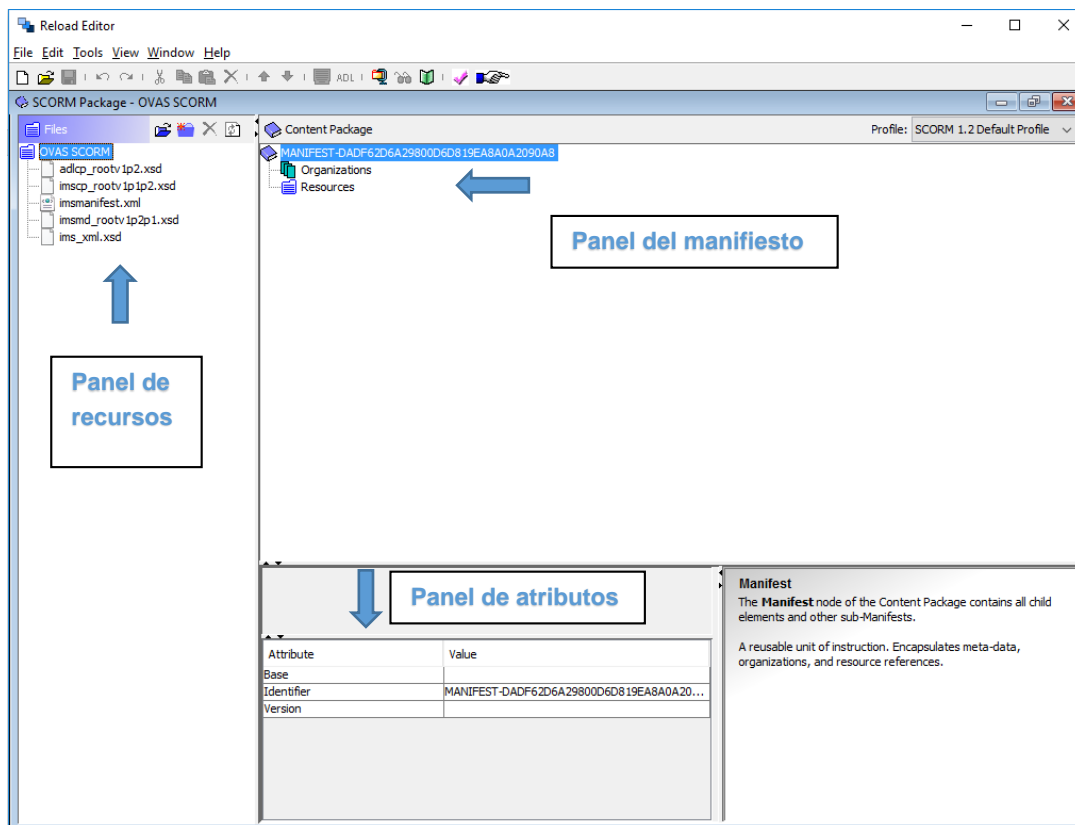 Reload Editor
File Edit Tools View Window Help
ADL
SCORM Package - OVAS SCORM
Files
Content Package
Profile: SCORM 1.2 Default Profile
OVAS SCORM
adlcp_rootv1p2.xsd
imscp_rootv1p1p2.xsd
imsmanifest.xml
imsmd_rootv1p2p1.xsd
ims_xml.xsd
MANIFEST-DADF62D6A29800D6D819EA8A0A2090A8
Organizations
Resources
Panel del manifiesto
Panel de
recursos
Panel de atributos
Attribute Value
Base
Identifier MANIFEST-DADF62D6A29800D6D819EA8A0A20...
Version
Manifest
The Manifest node of the Content Package contains all child
elements and other sub-Manifests.
A reusable unit of instruction. Encapsulates meta-data,
organizations, and resource references.